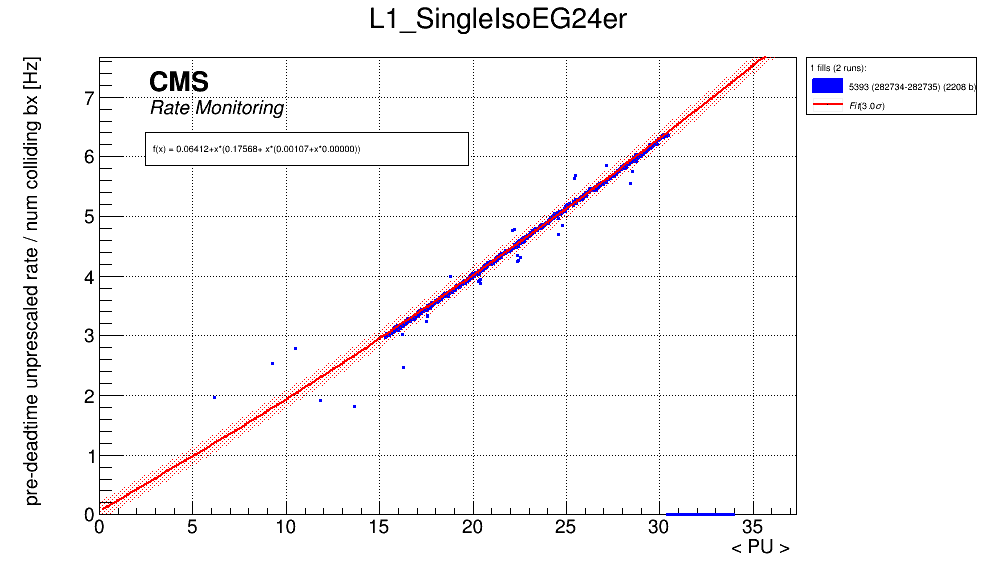 L1_SingleIsoEG24er
pre-deadtime unprescaled rate / num colliding bx [Hz]
CMS
Rate Monitoring
f(x) = 0.06412+x*(0.17568+ x*(0.00107+x*0.00000))
7
6
5
4
3
2
1
0
0 5 10 15 20 25 30 35
< PU >
1 fills (2 runs):
5393 (282734-282735) (2208 b)
Fit(3.0σ)